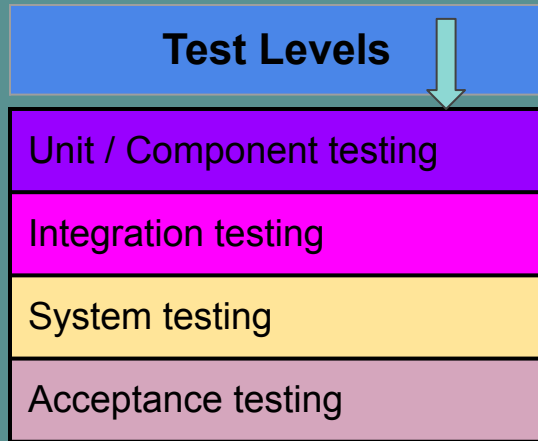 Test Levels
Unit / Component testing
Integration testing
System testing
Acceptance testing